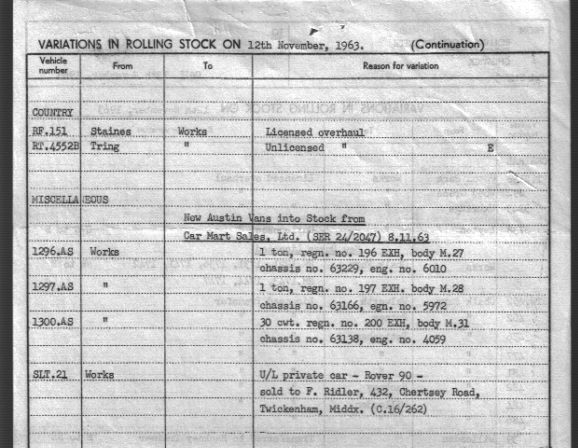 VARIATIONS IN ROLLING STOCK ON 12th November, 1963. (Continuation)
Vehicle number From To Reason for variation
COUNTRY
RF.151 Staines Works Licensed overhaul
RT.4552B Tring " Unlicensed " E
MISCELLANEOUS
New Austin Vans into Stock from
Car Mart Sales, Ltd. (SER 24/2047) 8.11.63
1296.AS Works 1 ton, regn. no. 196 EXH, body M.27
chassis no. 63229, eng. no. 6010
1297.AS " 1 ton, regn. no. 197 EXH. body M.28
chassis no. 63166, egn. no. 5972
1300.AS " 30 cwt. regn. no. 200 EXH, body M.31
chassis no. 63138, eng. no. 4059
SLT.21 Works U/L private car - Rover 90 -
sold to F. Ridler, 432, Chertsey Road,
Twickenham, Middx. (C.16/262)